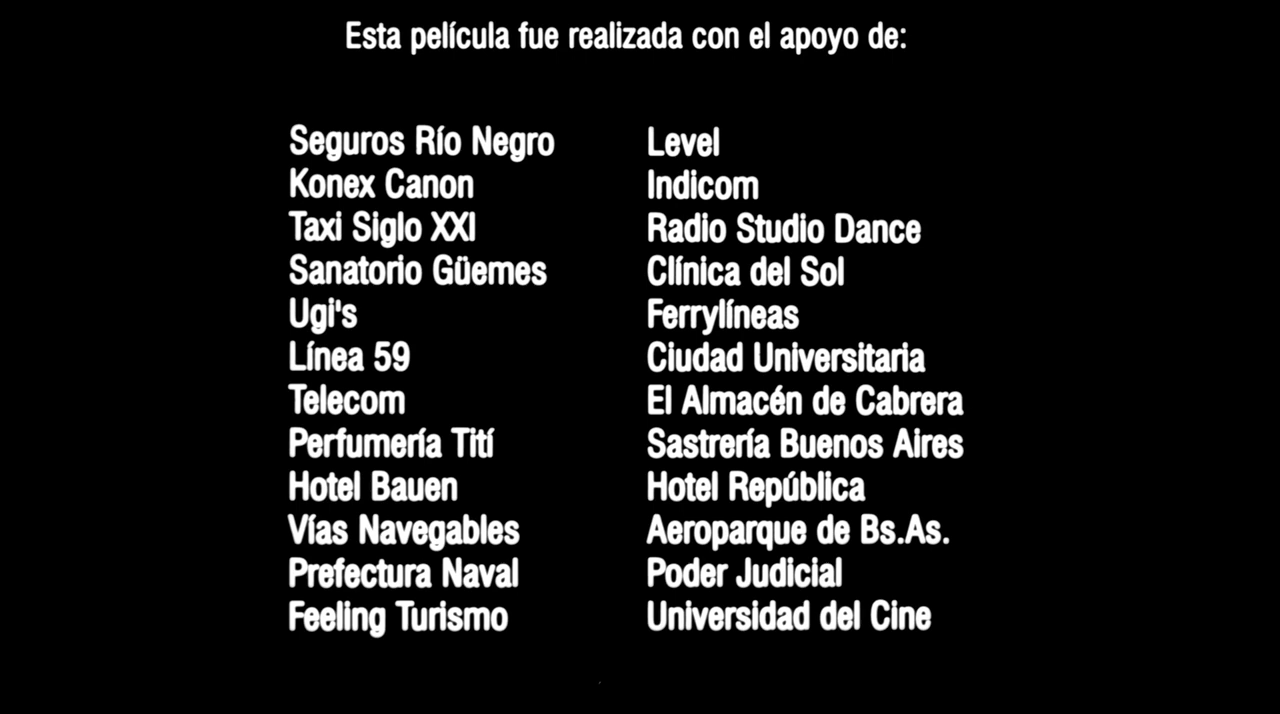 Esta película fue realizada con el apoyo de:
Seguros Río Negro
Konex Canon
Taxi Siglo XXI
Sanatorio Güemes
Ugi's
Línea 59
Telecom
Perfumería Tití
Hotel Bauen
Vías Navegables
Prefectura Naval
Feeling Turismo
Level
Indicom
Radio Studio Dance
Clínica del Sol
Ferrylíneas
Ciudad Universitaria
El Almacén de Cabrera
Sastrería Buenos Aires
Hotel República
Aeroparque de Bs.As.
Poder Judicial
Universidad del Cine